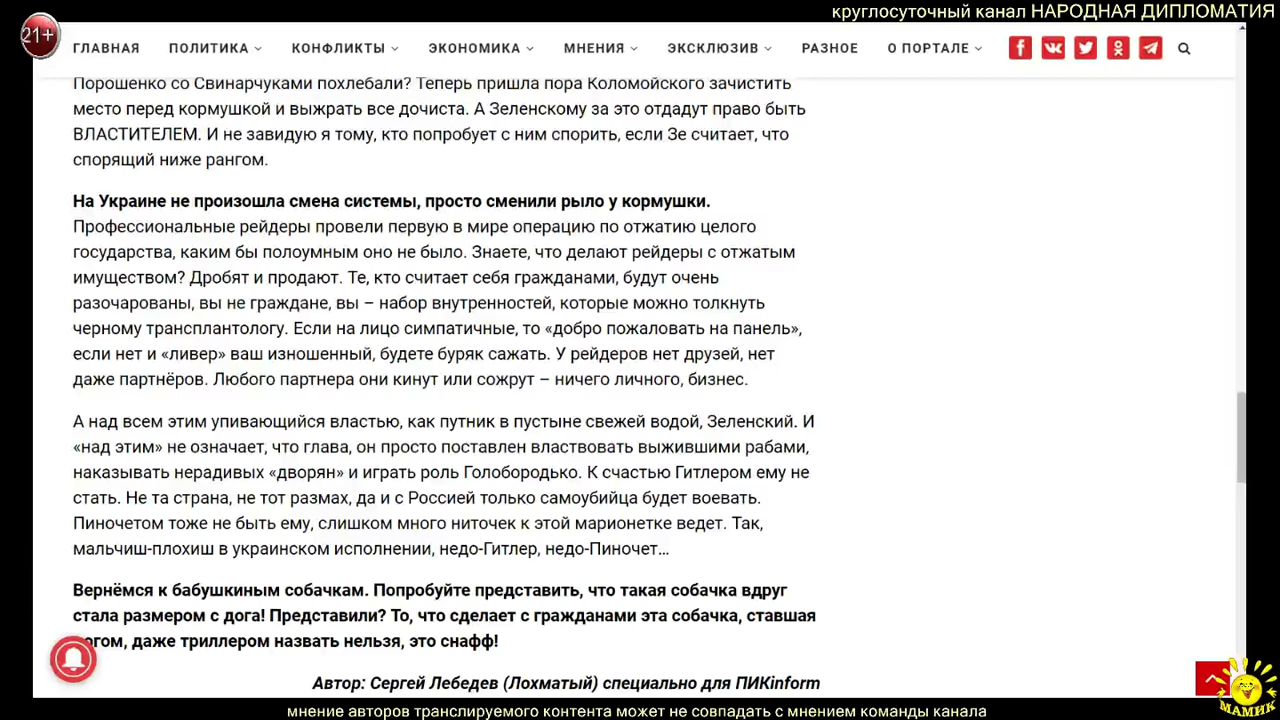 круглосуточный канал НАРОДНАЯ ДИПЛОМАТИЯ
21+
ГЛАВНАЯ ПОЛИТИКА КОНФЛИКТЫ ЭКОНОМИКА МНЕНИЯ ЭКСКЛЮЗИВ РАЗНОЕ О ПОРТАЛЕ
Порошенко со Свинарчуками похлебали? Теперь пришла пора Коломойского зачистить
место перед кормушкой и выжрать все дочиста. А Зеленскому за это отдадут право быть
ВЛАСТИТЕЛЕМ. И не завидую я тому, кто попробует с ним спорить, если Зе считает, что
спорящий ниже рангом.
На Украине не произошла смена системы, просто сменили рыло у кормушки.
Профессиональные рейдеры провели первую в мире операцию по отжатию целого
государства, каким бы полоумным оно не было. Знаете, что делают рейдеры с отжатым
имуществом? Дробят и продают. Те, кто считает себя гражданами, будут очень
разочарованы, вы не граждане, вы – набор внутренностей, которые можно толкнуть
черному трансплантологу. Если на лицо симпатичные, то «добро пожаловать на панель»,
если нет и «ливер» ваш изношенный, будете буряк сажать. У рейдеров нет друзей, нет
даже партнёров. Любого партнера они кинут или сожрут – ничего личного, бизнес.
А над всем этим упивающийся властью, как путник в пустыне свежей водой, Зеленский. И
«над этим» не означает, что глава, он просто поставлен властвовать выжившими рабами,
наказывать нерадивых «дворян» и играть роль Голобородько. К счастью Гитлером ему не
стать. Не та страна, не тот размах, да и с Россией только самоубийца будет воевать.
Пиночетом тоже не быть ему, слишком много ниточек к этой марионетке ведет. Так,
мальчиш-плохиш в украинском исполнении, недо-Гитлер, недо-Пиночет…
Вернёмся к бабушкиным собачкам. Попробуйте представить, что такая собачка вдруг
стала размером с дога! Представили? То, что сделает с гражданами эта собачка, ставшая
догом, даже триллером назвать нельзя, это снафф!
Автор: Сергей Лебедев (Лохматый) специально для ПИКinform
МАМИК
мнение авторов транслируемого контента может не совпадать с мнением команды канала